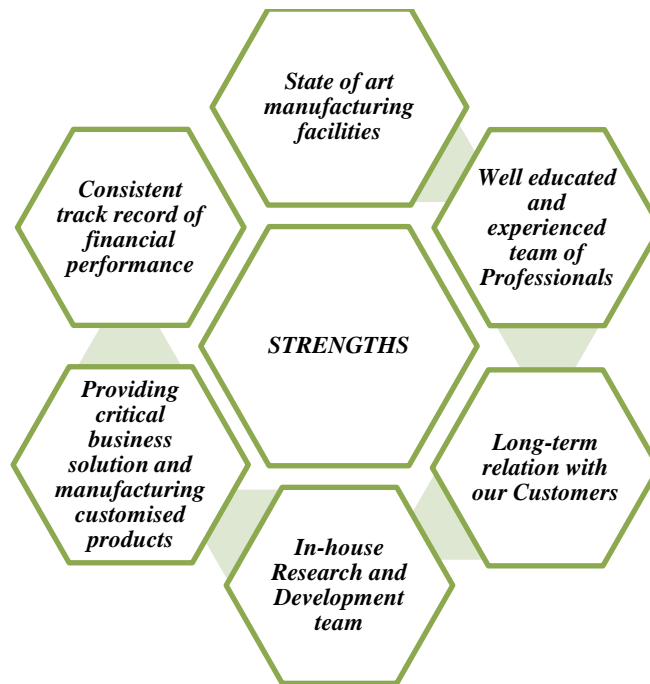 State of art
manufacturing
facilities
Well educated
and
experienced
team of
Professionals
Long-term
relation with
our Customers
In-house
Research and
Development
team
Providing
critical
business
solution and
manufacturing
customised
products
Consistent
track record of
financial
performance
STRENGTHS